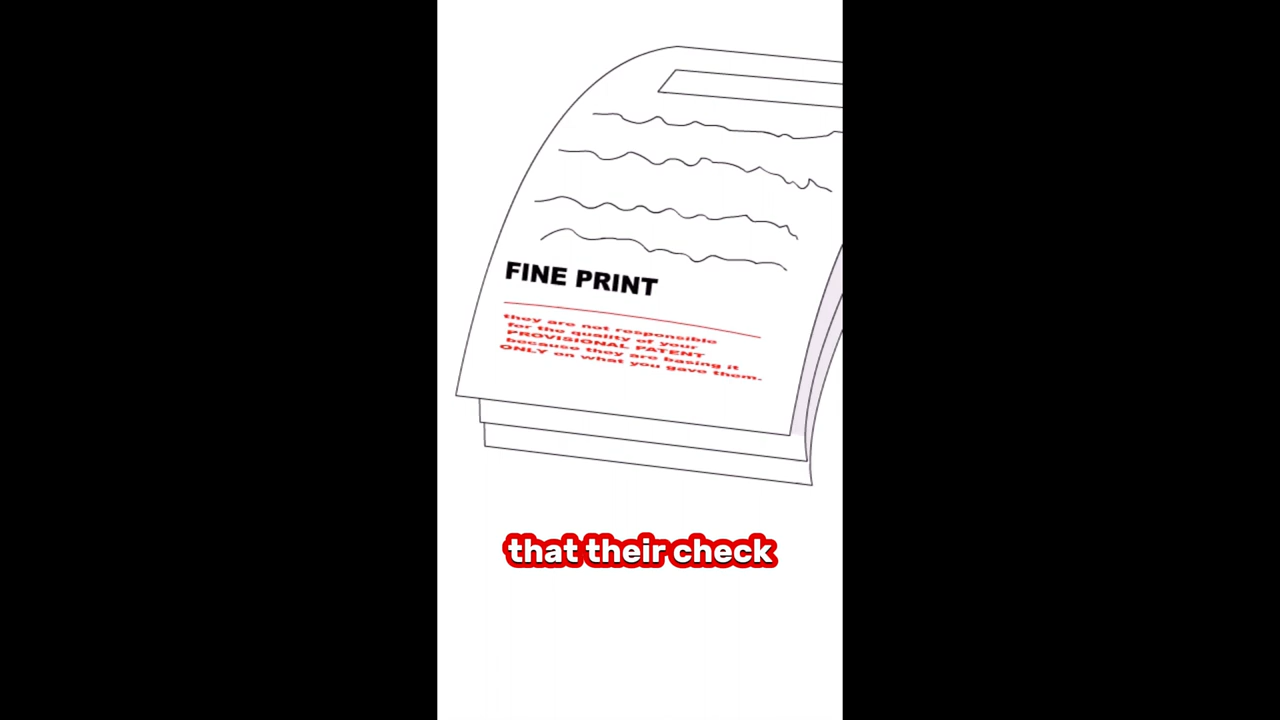 FINE PRINT
they are not responsible
for the quality of your
PROVISIONAL PATENT
because they are basing it
ONLY on what you gave them.
that their check